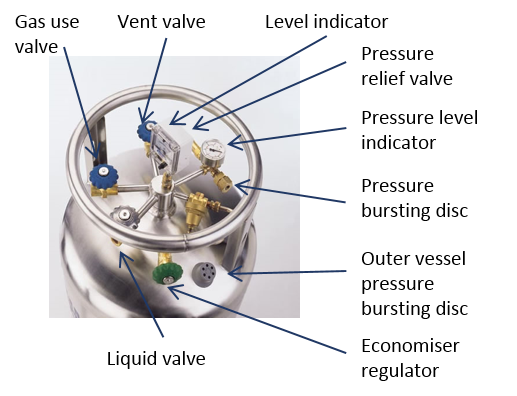 Gas use
valve
Vent valve
Level indicator
Pressure
relief valve
Pressure level
indicator
Pressure
bursting disc
Outer vessel
pressure
bursting disc
Economiser
regulator
Liquid valve